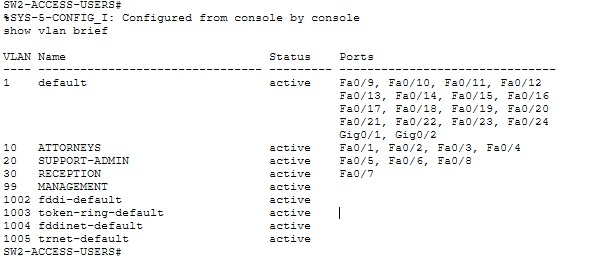 SW2-ACCESS-USERS#
%SYS-5-CONFIG_I: Configured from console by console
show vlan brief

VLAN Name                             Status    Ports
---- -------------------------------- --------- -------------------------------
1    default                          active    Fa0/9, Fa0/10, Fa0/11, Fa0/12
                                                Fa0/13, Fa0/14, Fa0/15, Fa0/16
                                                Fa0/17, Fa0/18, Fa0/19, Fa0/20
                                                Fa0/21, Fa0/22, Fa0/23, Fa0/24
                                                Gig0/1, Gig0/2
10   ATTORNEYS                        active    Fa0/1, Fa0/2, Fa0/3, Fa0/4
20   SUPPORT-ADMIN                    active    Fa0/5, Fa0/6, Fa0/8
30   RECEPTION                        active    Fa0/7
99   MANAGEMENT                       active
1002 fddi-default                     active
1003 token-ring-default               active
1004 fddinet-default                  active
1005 trnet-default                    active
SW2-ACCESS-USERS#